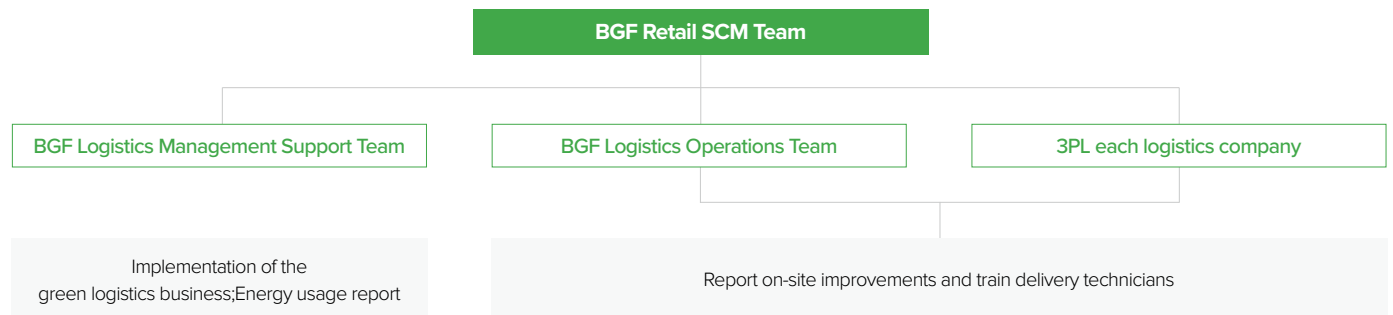 BGF Retail SCM Team
BGF Logistics Management Support Team
BGF Logistics Operations Team
3PL each logistics company
Implementation of the
green logistics business;Energy usage report
Report on-site improvements and train delivery technicians